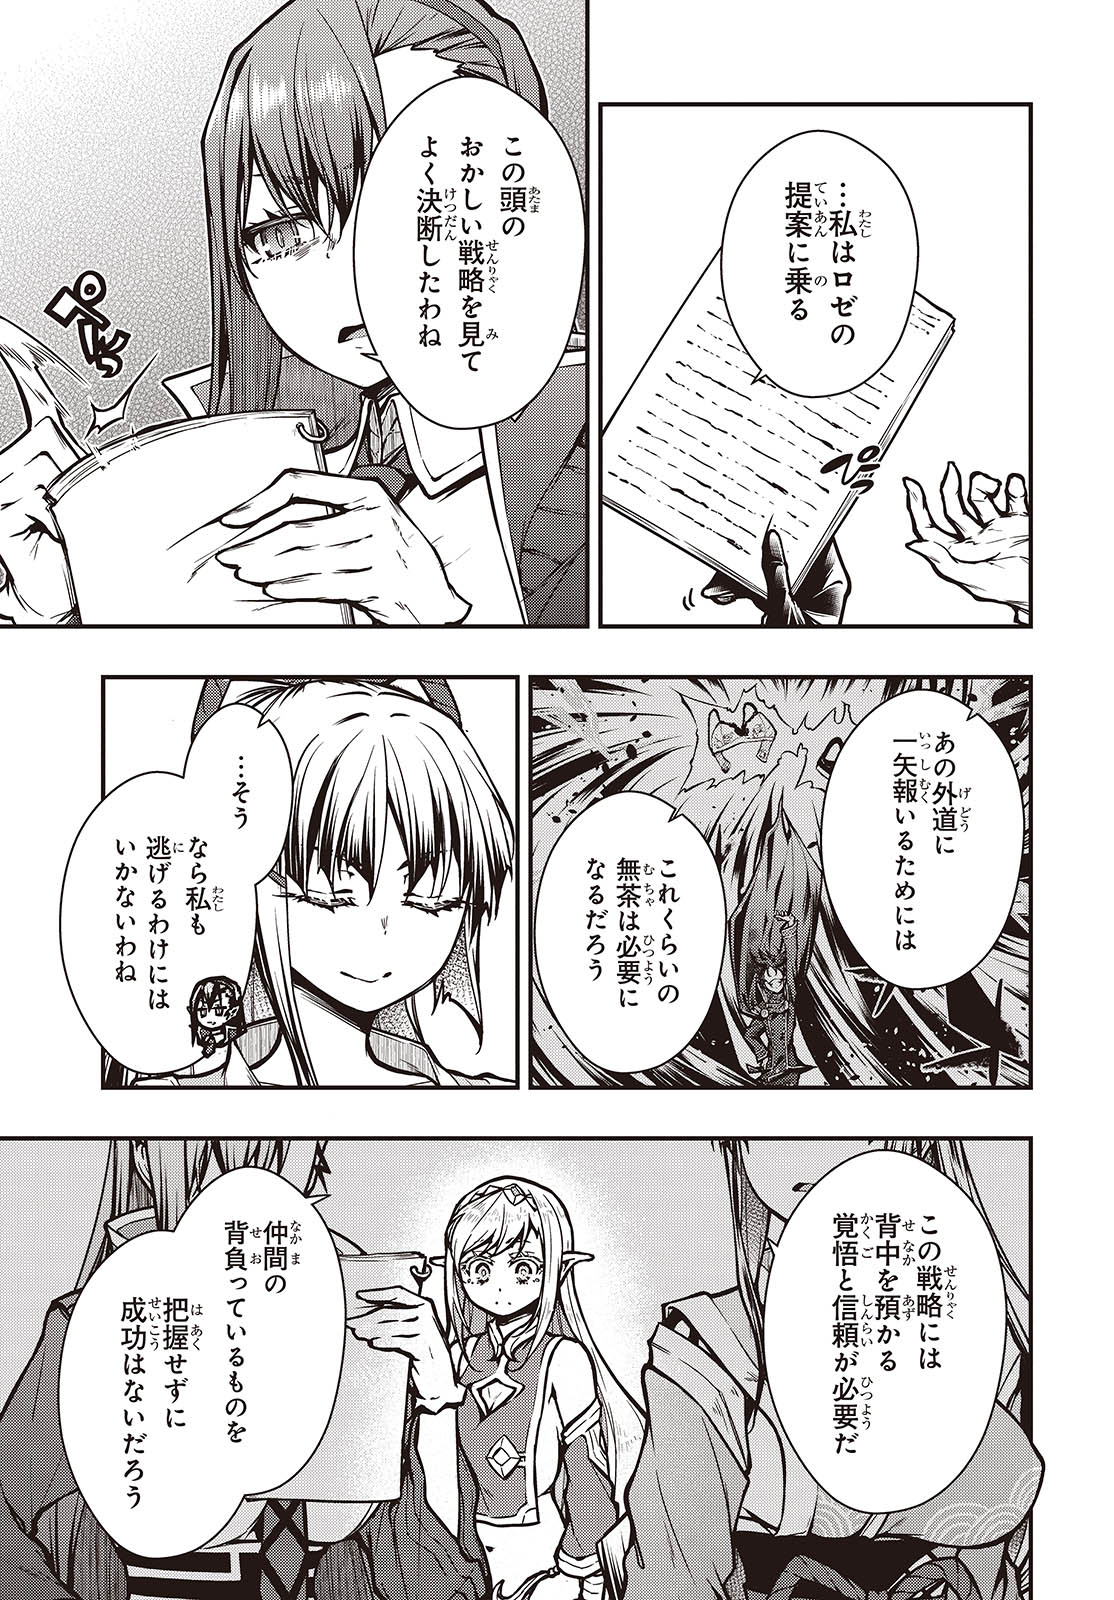 …私はロゼの
提案に乗る
ペラ
この頭の
おかしい戦略を見て
よく決断したわね
あの外道に
一矢報いるためには
これくらいの
無茶は必要に
なるだろう
…そう
なら私も
逃げるわけには
いかないわね
この戦略には
背中を預かる
覚悟と信頼が必要だ
仲間の
背負っているものを
把握せずに
成功はないだろう